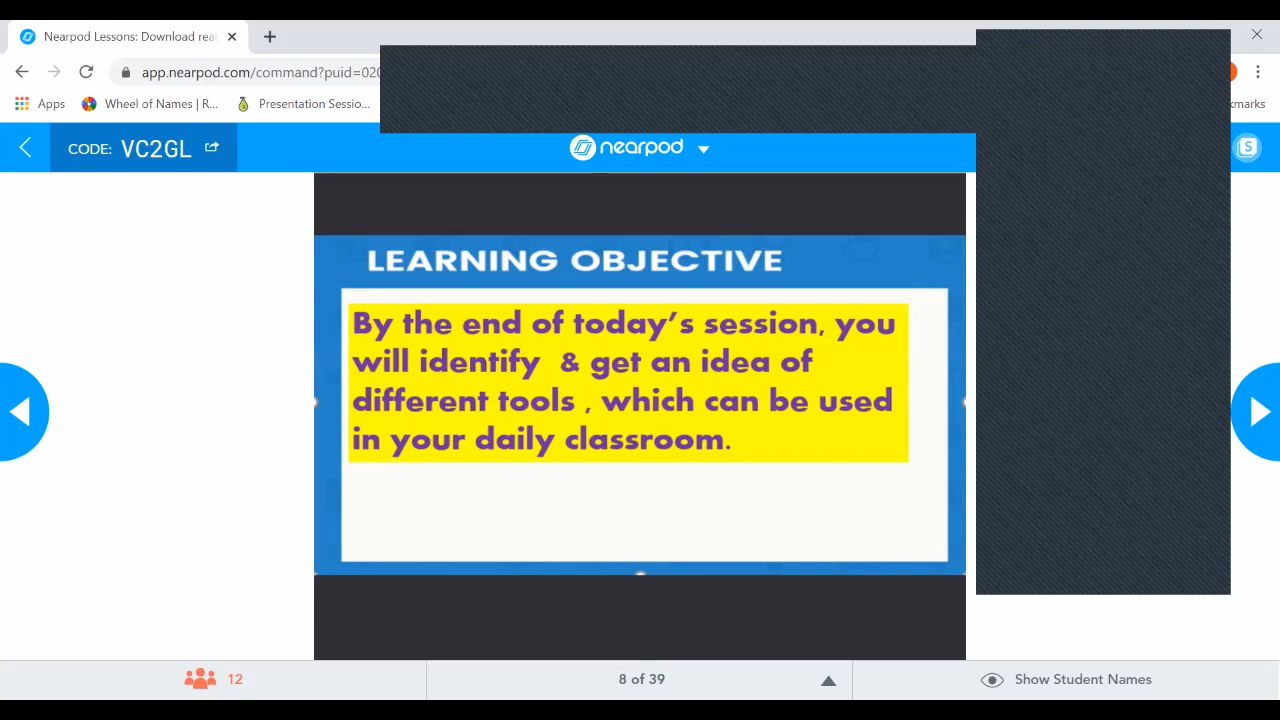 Nearpod Lessons: Download rea
app.nearpod.com/command?puid=020
Apps Wheel of Names | R... Presentation Sessio... kmarks
CODE: VC2GL nearpod S
LEARNING OBJECTIVE
By the end of today's session, you
will identify & get an idea of
different tools , which can be used
in your daily classroom.
12 8 of 39 Show Student Names